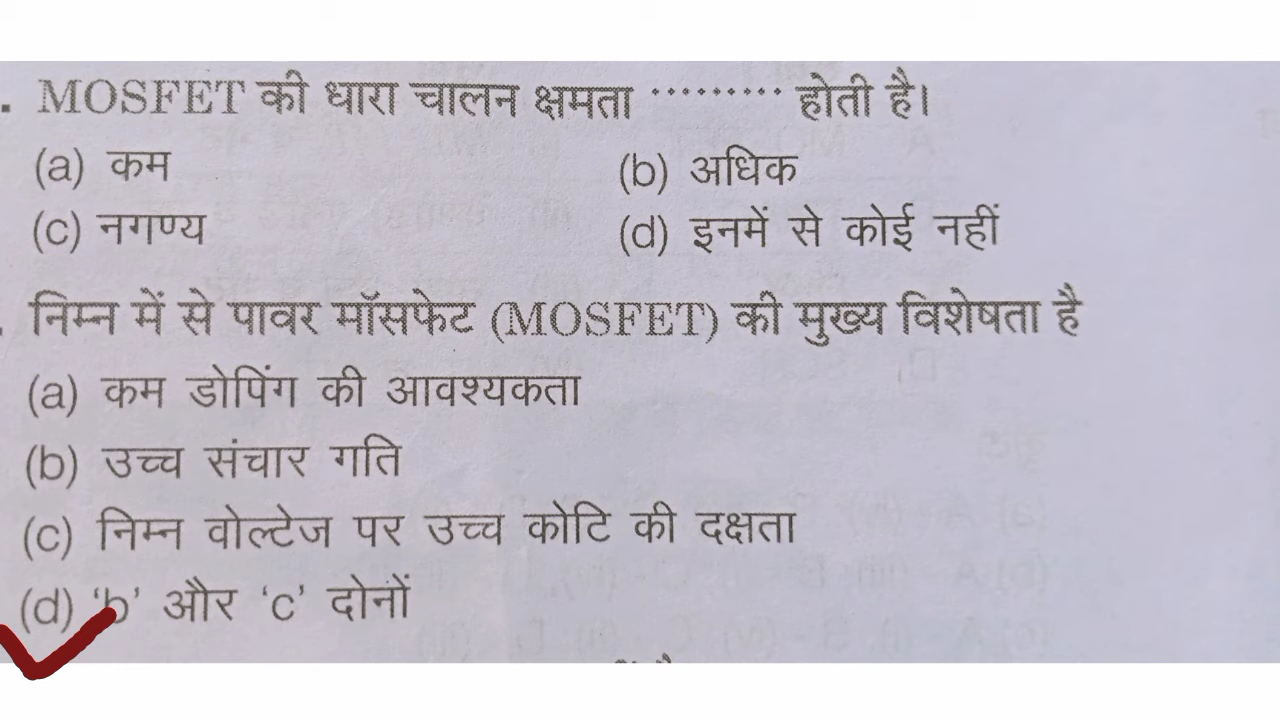 . MOSFET की धारा चालन क्षमता ········· होती है।
(a) कम (b) अधिक
(c) नगण्य (d) इनमें से कोई नहीं
. निम्न में से पावर मॉसफेट (MOSFET) की मुख्य विशेषता है
(a) कम डोपिंग की आवश्यकता
(b) उच्च संचार गति
(c) निम्न वोल्टेज पर उच्च कोटि की दक्षता
(d) 'b' और 'c' दोनों